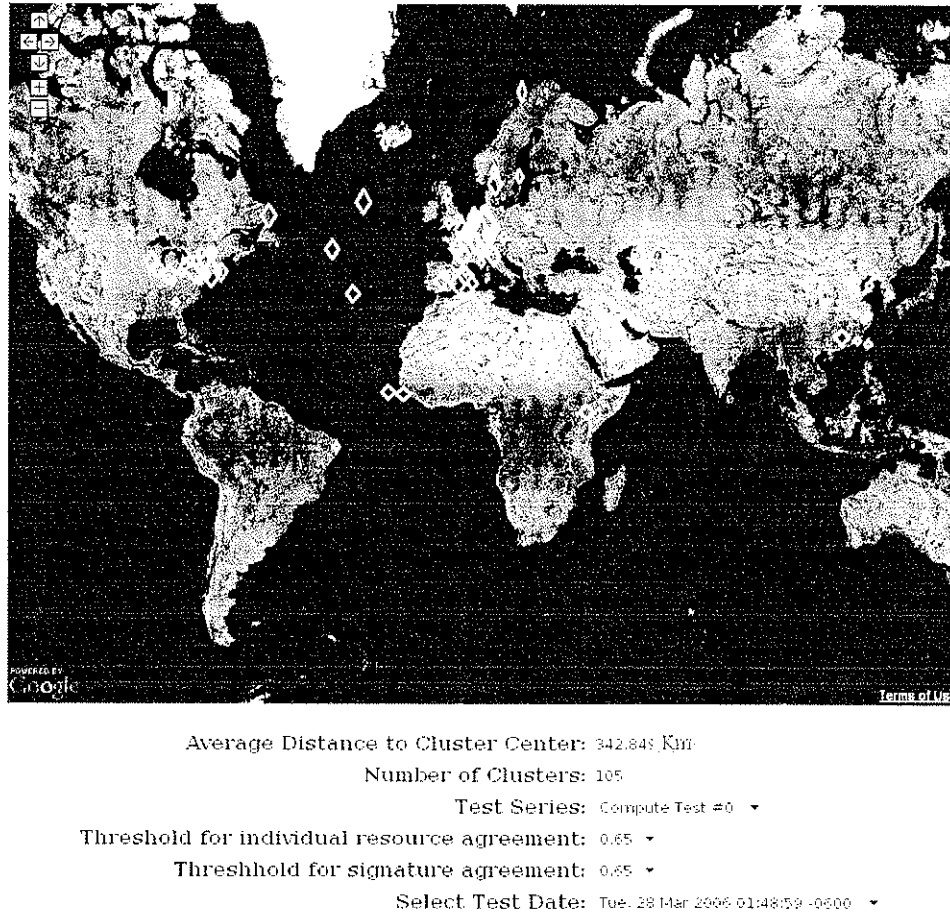 POWERED BY
Google
Terms of Us
Average Distance to Cluster Center: 342.849 Km
Number of Clusters: 105
Test Series: Compute Test #0
Threshold for individual resource agreement: 0.65
Threshhold for signature agreement: 0.65
Select Test Date: Tue, 28 Mar 2006 01:48:59 -0600